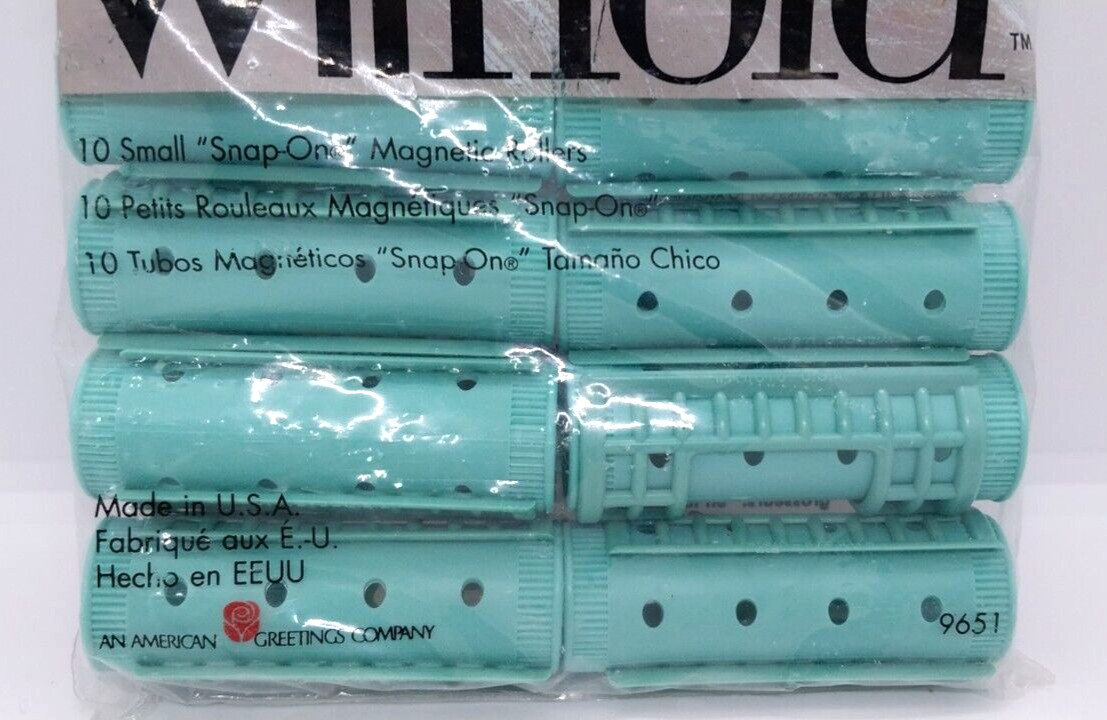 TM
10 Small "Snap-On®" Magnetic Rollers
10 Petits Rouleaux Magnétiques "Snap-On®"
10 Tubos Magnéticos "Snap-On®" Tamaño Chico
Made in U.S.A.
Fabriqué aux É.-U.
Hecho en EEUU
AN AMERICAN GREETINGS COMPANY
9651